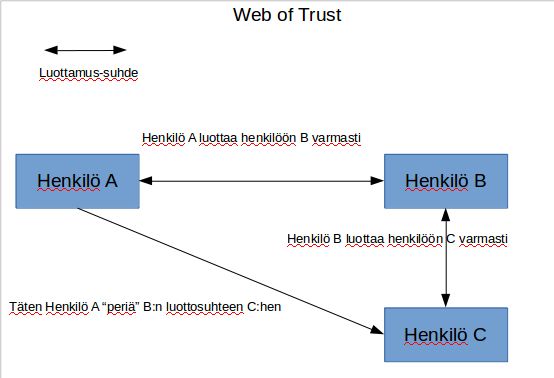 Web of Trust
Luottamus-suhde
Henkilö A luottaa henkilöön B varmasti
Henkilö A
Henkilö B
Henkilö B luottaa henkilöön C varmasti
Täten Henkilö A “periä” B:n luottosuhteen C:hen
Henkilö C